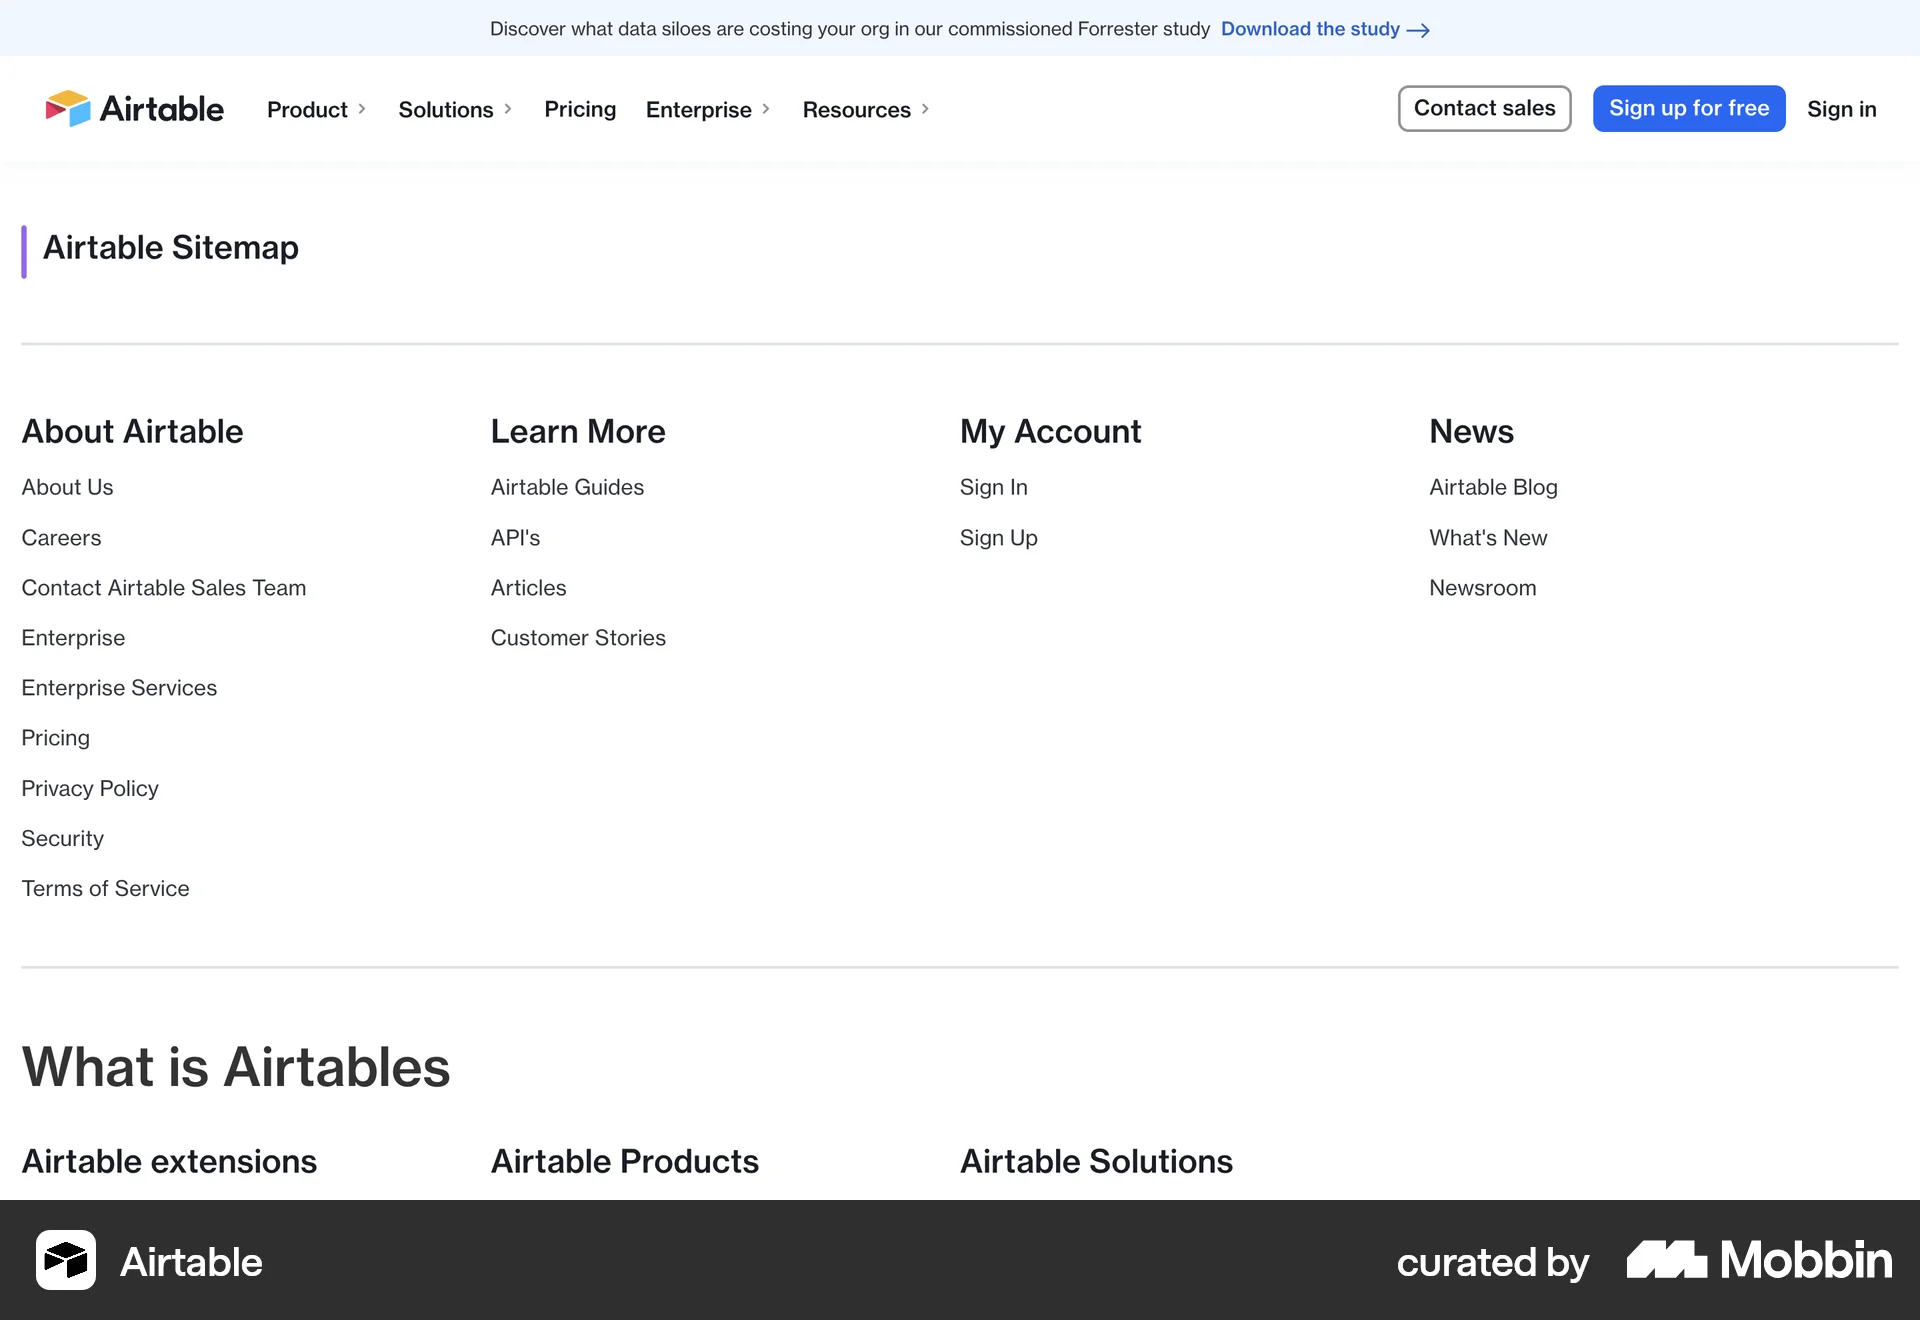 Discover what data siloes are costing your org in our commissioned Forrester study Download the study →
Airtable Product Solutions Pricing Enterprise Resources Contact sales Sign up for free Sign in
Airtable Sitemap
About Airtable
About Us
Careers
Contact Airtable Sales Team
Enterprise
Enterprise Services
Pricing
Privacy Policy
Security
Terms of Service
Learn More
Airtable Guides
API's
Articles
Customer Stories
My Account
Sign In
Sign Up
News
Airtable Blog
What's New
Newsroom
What is Airtables
Airtable extensions
Airtable Products
Airtable Solutions
Airtable
curated by Mobbin